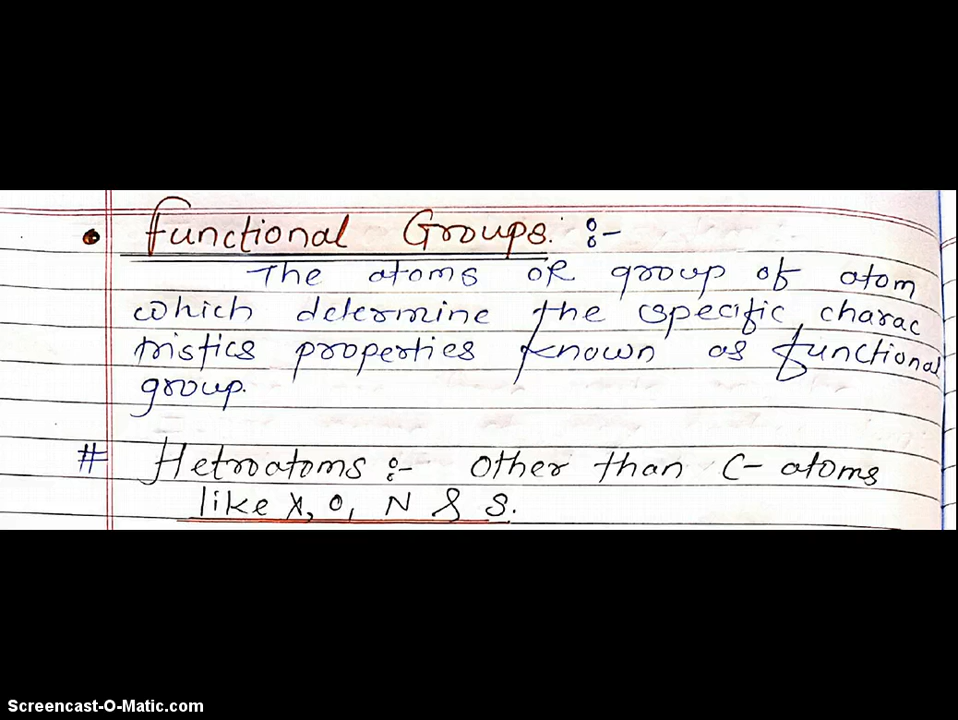 • Functional Groups. :-
The atoms or group of atom
which determine the specific charac
tristics properties known as functional
group.
# Hetroatoms :- Other than C- atoms
like X, O, N & S.
Screencast-O-Matic.com